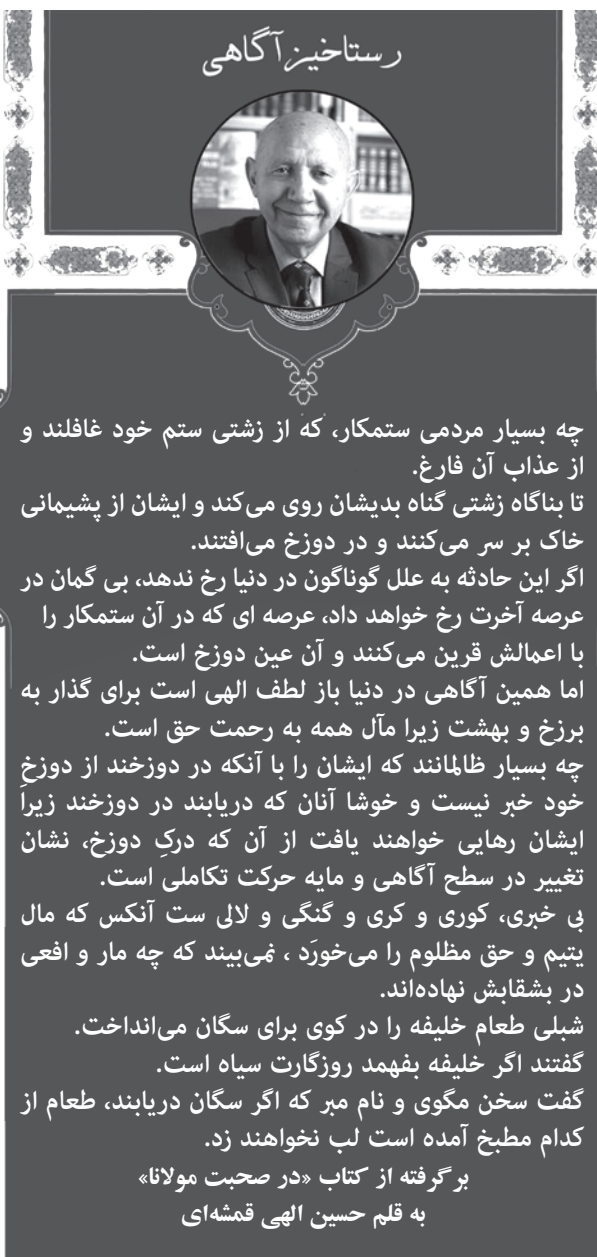 رستاخیز آگاهی
چه بسیار مردمی ستمکار، که از زشتی ستم خود غافلند و
از عذاب آن فارغ.
تا بناگاه زشتی گناه بدیشان روی می‌کند و ایشان از پشیمانی
خاک بر سر می‌کنند و در دوزخ می‌افتند.
اگر این حادثه به علل گوناگون در دنیا رخ ندهد، بی گمان در
عرصه آخرت رخ خواهد داد، عرصه ای که در آن ستمکار را
با اعمالش قرین می‌کنند و آن عین دوزخ است.
اما همین آگاهی در دنیا باز لطف الهی است برای گذار به
برزخ و بهشت زیرا مآل همه به رحمت حق است.
چه بسیار ظالمانند که ایشان را با آنکه در دوزخند از دوزخِ
خود خبر نیست و خوشا آنان که دریابند در دوزخند زیرا
ایشان رهایی خواهند یافت از آن که درکِ دوزخ، نشان
تغییر در سطح آگاهی و مایه حرکت تکاملی است.
بی خبری، کوری و کری و گنگی و لالی ست آنکس که مال
یتیم و حق مظلوم را می‌خورَد ، نمی‌بیند که چه مار و افعی
در بشقابش نهاده‌اند.
شبلی طعام خلیفه را در کوی برای سگان می‌انداخت.
گفتند اگر خلیفه بفهمد روزگارت سیاه است.
گفت سخن مگوی و نام مبر که اگر سگان دریابند، طعام از
کدام مطبخ آمده است لب نخواهند زد.
برگرفته از کتاب «در صحبت مولانا»
به قلم حسین الهی قمشه‌ای